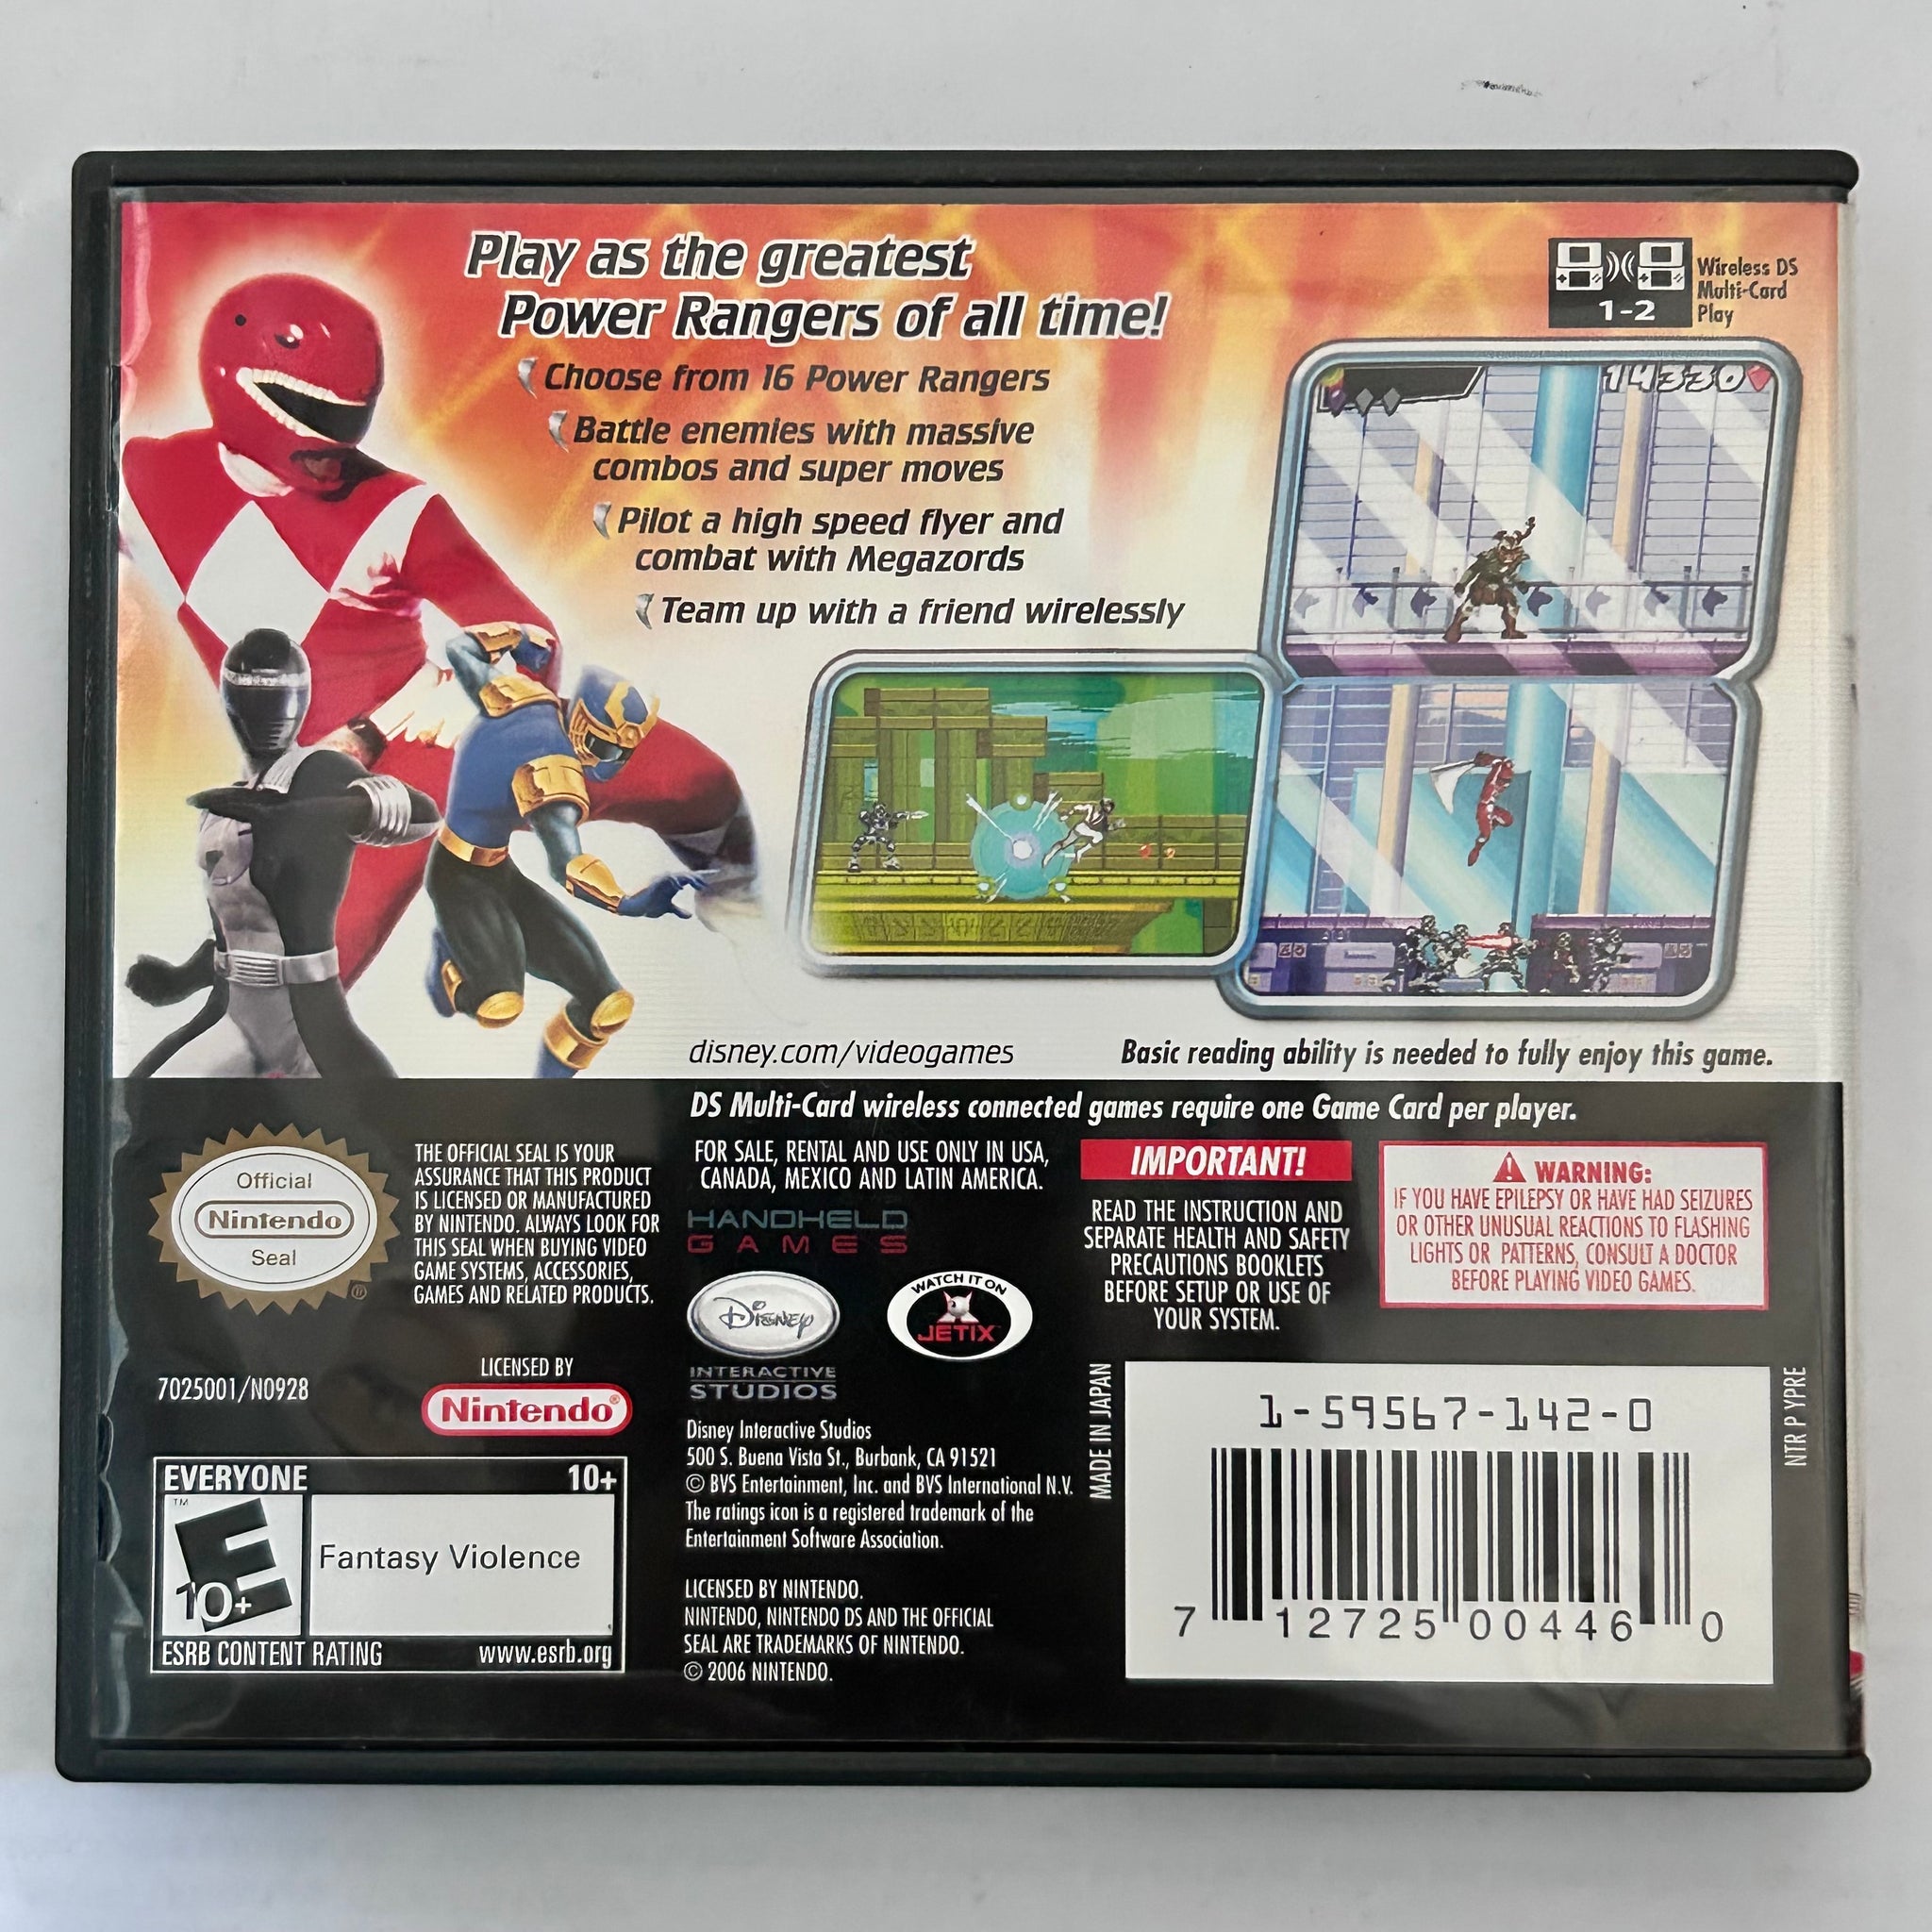 Play as the greatest
Power Rangers of all time!
Choose from 16 Power Rangers
Battle enemies with massive
combos and super moves
Pilot a high speed flyer and
combat with Megazords
Team up with a friend wirelessly
1-2
Wireless DS
Multi-Card
Play
14330
disney.com/videogames
Basic reading ability is needed to fully enjoy this game.
DS Multi-Card wireless connected games require one Game Card per player.
Official
Nintendo
Seal
®
THE OFFICIAL SEAL IS YOUR
ASSURANCE THAT THIS PRODUCT
IS LICENSED OR MANUFACTURED
BY NINTENDO. ALWAYS LOOK FOR
THIS SEAL WHEN BUYING VIDEO
GAME SYSTEMS, ACCESSORIES,
GAMES AND RELATED PRODUCTS.
7025001/N0928
LICENSED BY
Nintendo®
EVERYONE 10+
™
E
10+
Fantasy Violence
ESRB CONTENT RATING www.esrb.org
FOR SALE, RENTAL AND USE ONLY IN USA,
CANADA, MEXICO AND LATIN AMERICA.
HANDHELD
GAMES
Disney
INTERACTIVE
STUDIOS
WATCH IT ON
JETIX™
Disney Interactive Studios
500 S. Buena Vista St., Burbank, CA 91521
© BVS Entertainment, Inc. and BVS International N.V.
The ratings icon is a registered trademark of the
Entertainment Software Association.
LICENSED BY NINTENDO.
NINTENDO, NINTENDO DS AND THE OFFICIAL
SEAL ARE TRADEMARKS OF NINTENDO.
© 2006 NINTENDO.
IMPORTANT!
READ THE INSTRUCTION AND
SEPARATE HEALTH AND SAFETY
PRECAUTIONS BOOKLETS
BEFORE SETUP OR USE OF
YOUR SYSTEM.
WARNING:
IF YOU HAVE EPILEPSY OR HAVE HAD SEIZURES
OR OTHER UNUSUAL REACTIONS TO FLASHING
LIGHTS OR PATTERNS, CONSULT A DOCTOR
BEFORE PLAYING VIDEO GAMES.
MADE IN JAPAN
1-59567-142-0
7 12725 00446 0
NTR P YPRE